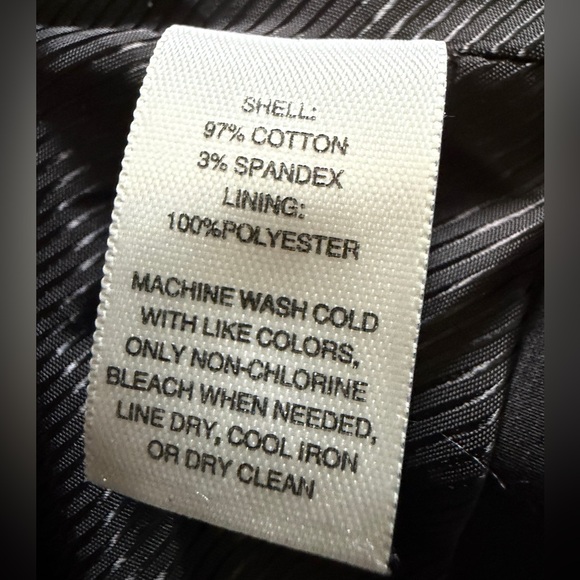 SHELL:
97% COTTON
3% SPANDEX
LINING:
100%POLYESTER
MACHINE WASH COLD
WITH LIKE COLORS,
ONLY NON-CHLORINE
BLEACH WHEN NEEDED,
LINE DRY, COOL IRON
OR DRY CLEAN